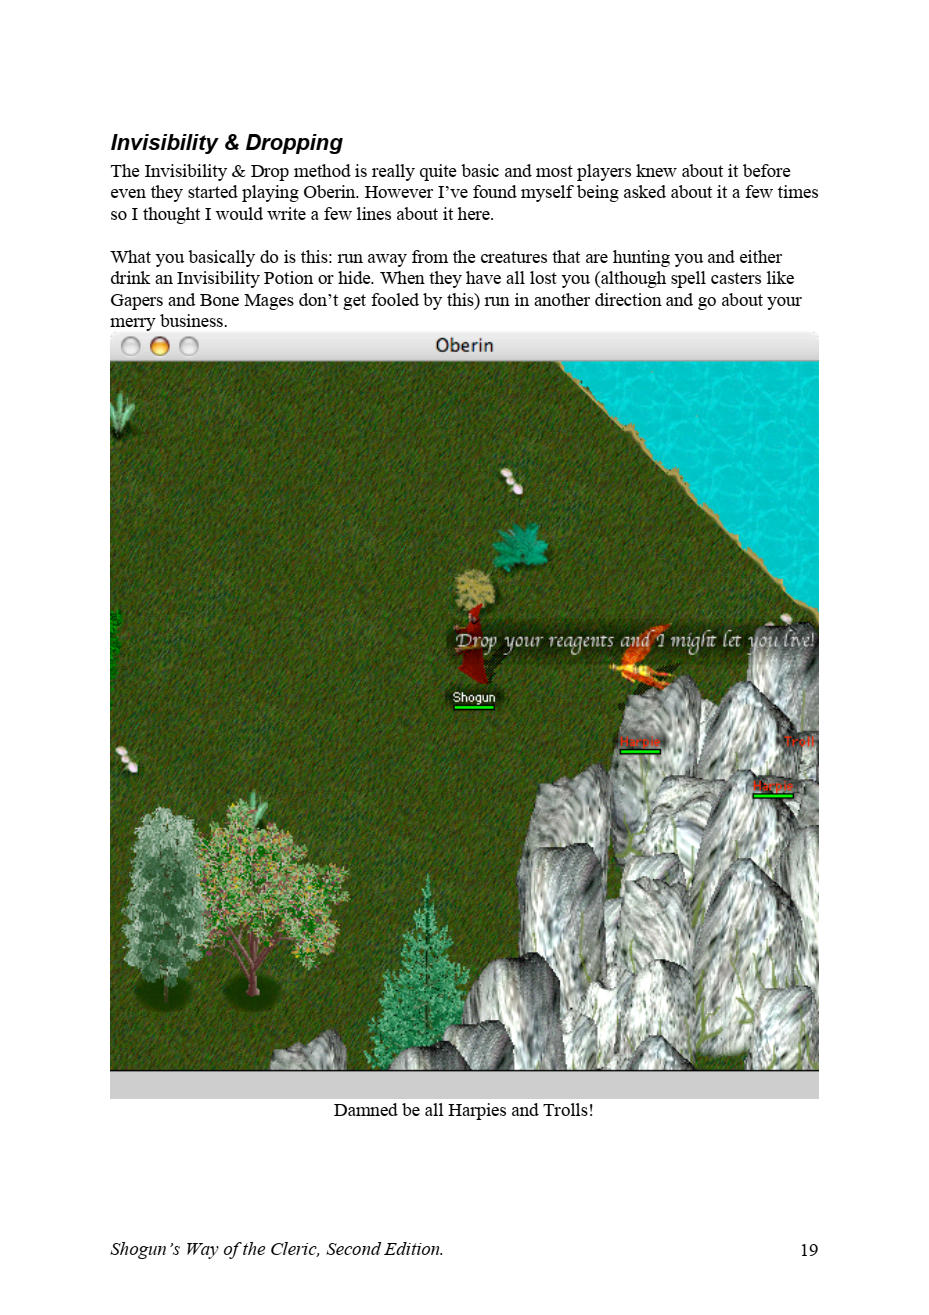 Invisibility & Dropping
The Invisibility & Drop method is really quite basic and most players knew about it before
even they started playing Oberin. However I’ve found myself being asked about it a few times
so I thought I would write a few lines about it here.
What you basically do is this: run away from the creatures that are hunting you and either
drink an Invisibility Potion or hide. When they have all lost you (although spell casters like
Gapers and Bone Mages don’t get fooled by this) run in another direction and go about your
merry business.
Oberin
Drop your reagents and I might let you live!
Shogun
Harpie
Troll
Harpie
Damned be all Harpies and Trolls!
Shogun’s Way of the Cleric, Second Edition.
19